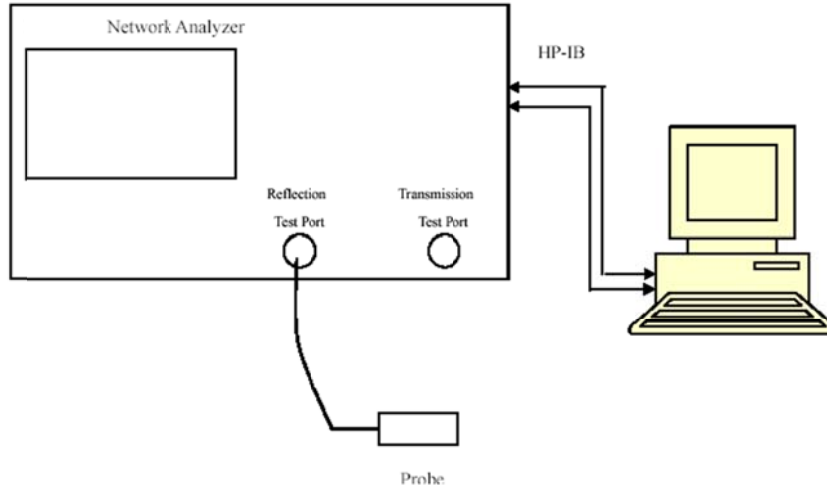 Network Analyzer
HP-IB
Reflection
Test Port
Transmission
Test Port
Probe